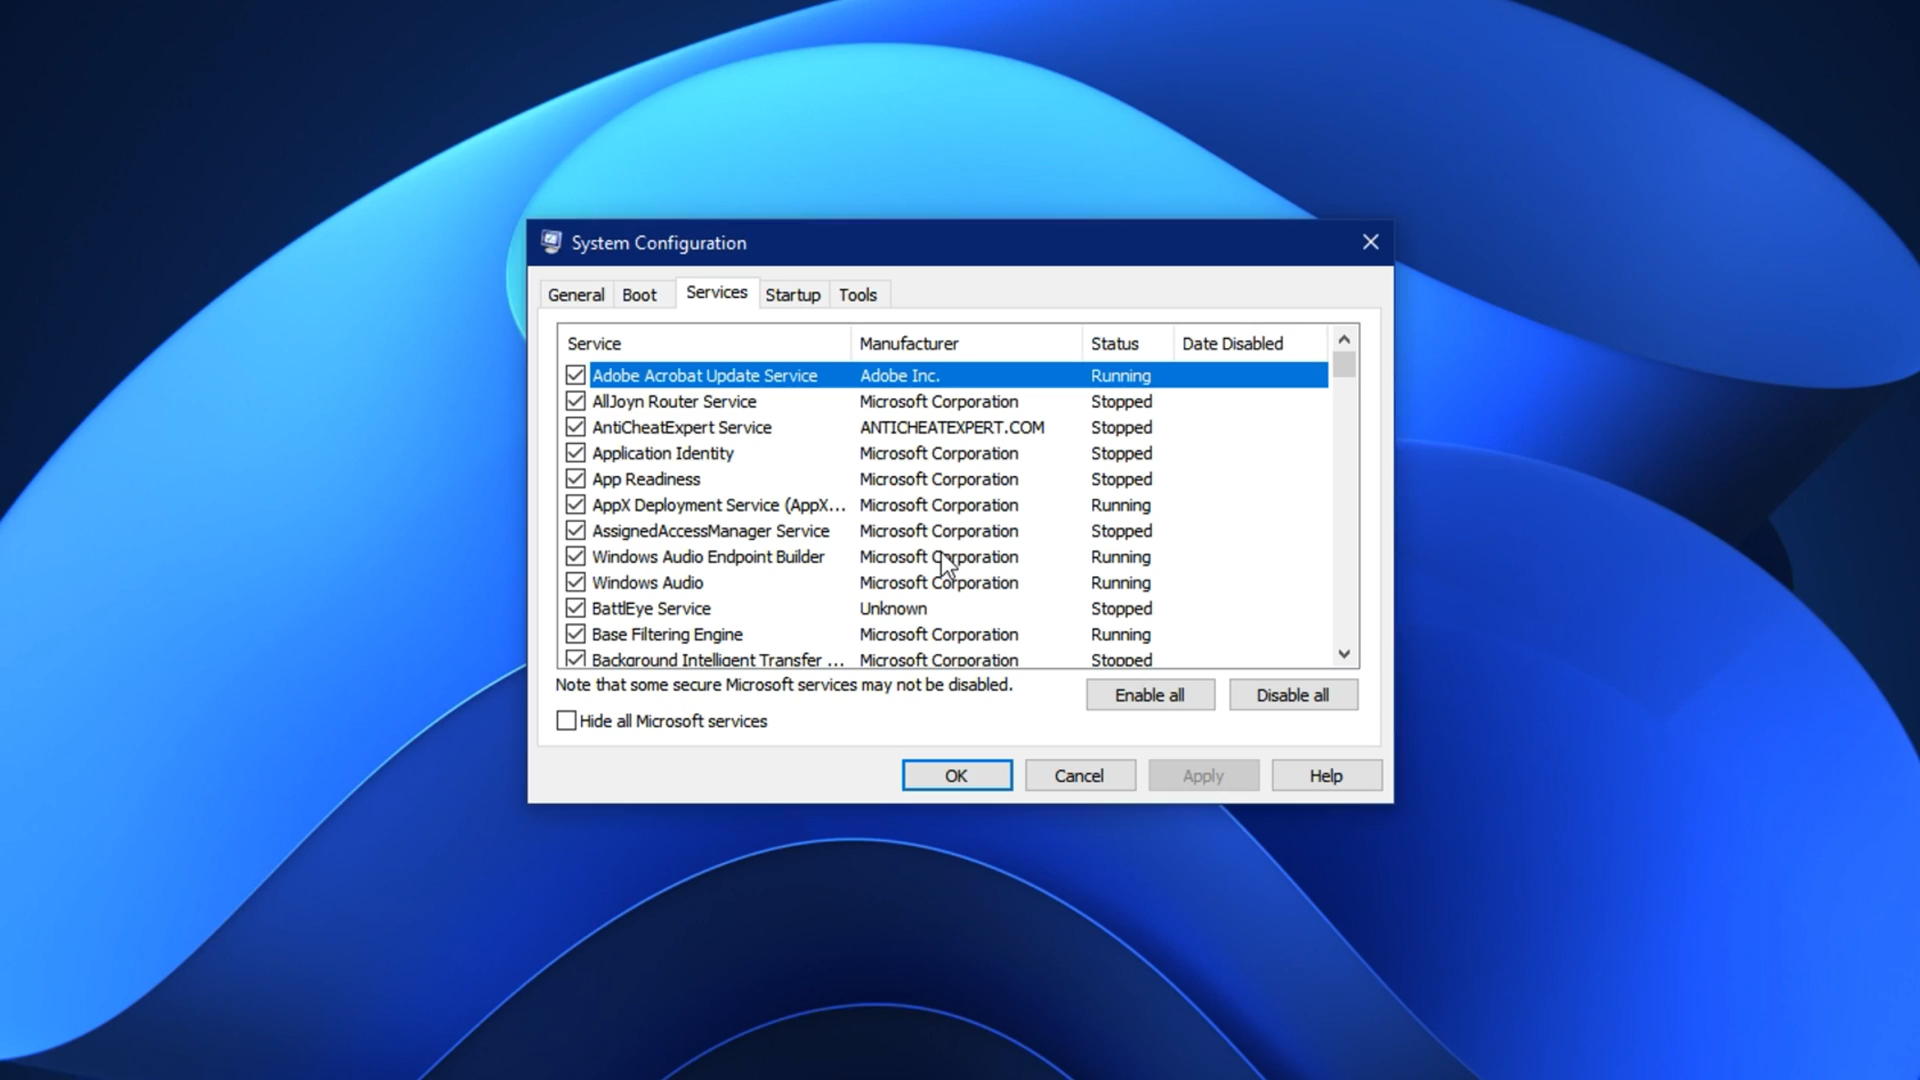 System Configuration
General Boot Services Startup Tools
Service Manufacturer Status Date Disabled
Adobe Acrobat Update Service Adobe Inc. Running
AllJoyn Router Service Microsoft Corporation Stopped
AntiCheatExpert Service ANTICHEATEXPERT.COM Stopped
Application Identity Microsoft Corporation Stopped
App Readiness Microsoft Corporation Stopped
AppX Deployment Service (AppX... Microsoft Corporation Running
AssignedAccessManager Service Microsoft Corporation Stopped
Windows Audio Endpoint Builder Microsoft Corporation Running
Windows Audio Microsoft Corporation Running
BattlEye Service Unknown Stopped
Base Filtering Engine Microsoft Corporation Running
Background Intelligent Transfer ... Microsoft Corporation Stopped
Note that some secure Microsoft services may not be disabled.
Enable all Disable all
Hide all Microsoft services
OK Cancel Apply Help